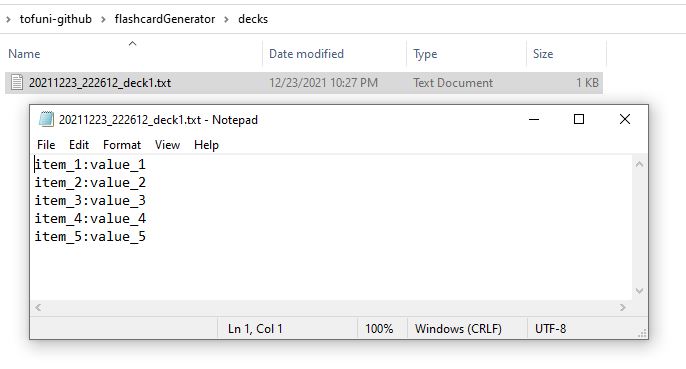 tofuni-github > flashcardGenerator > decks
Name Date modified Type Size
20211223_222612_deck1.txt 12/23/2021 10:27 PM Text Document 1 KB
20211223_222612_deck1.txt - Notepad
File Edit Format View Help
item_1:value_1
item_2:value_2
item_3:value_3
item_4:value_4
item_5:value_5
Ln 1, Col 1 100% Windows (CRLF) UTF-8